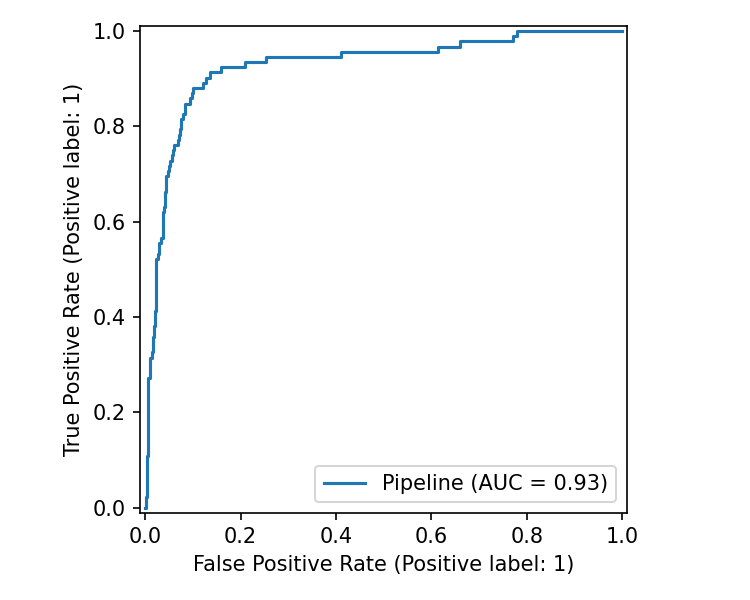 1.0
0.8
0.6
0.4
0.2
0.0
True Positive Rate (Positive label: 1)
Pipeline (AUC = 0.93)
0.0 0.2 0.4 0.6 0.8 1.0
False Positive Rate (Positive label: 1)